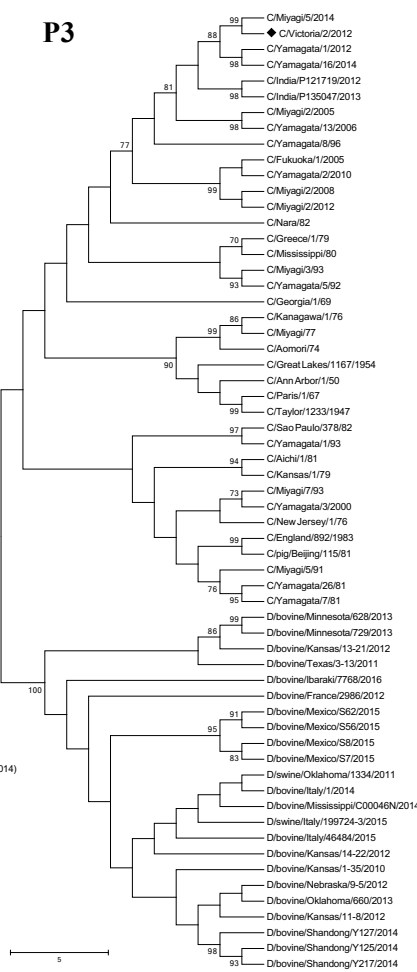 P3
99
C/Miyagi/5/2014
88
C/Victoria/2/2012
C/Yamagata/1/2012
98
C/Yamagata/16/2014
81
C/India/P121719/2012
98
C/India/P135047/2013
C/Miyagi/2/2005
98
C/Yamagata/13/2006
77
C/Yamagata/8/96
C/Fukuoka/1/2005
C/Yamagata/2/2010
99
C/Miyagi/2/2008
C/Miyagi/2/2012
C/Nara/82
70
C/Greece/1/79
C/Mississippi/80
C/Miyagi/3/93
93
C/Yamagata/5/92
C/Georgia/1/69
86
C/Kanagawa/1/76
99
C/Miyagi/77
C/Aomori/74
90
C/Great Lakes/1167/1954
C/Ann Arbor/1/50
C/Paris/1/67
99
C/Taylor/1233/1947
97
C/Sao Paulo/378/82
C/Yamagata/1/93
94
C/Aichi/1/81
C/Kansas/1/79
73
C/Miyagi/7/93
C/Yamagata/3/2000
C/New Jersey/1/76
99
C/England/892/1983
C/pig/Beijing/115/81
C/Miyagi/5/91
76
C/Yamagata/26/81
95
C/Yamagata/7/81
99
D/bovine/Minnesota/628/2013
86
D/bovine/Minnesota/729/2013
D/bovine/Kansas/13-21/2012
D/bovine/Texas/3-13/2011
100
D/bovine/Ibaraki/7768/2016
D/bovine/France/2986/2012
91
D/bovine/Mexico/S62/2015
95
D/bovine/Mexico/S56/2015
D/bovine/Mexico/S8/2015
83
D/bovine/Mexico/S7/2015
014)
D/swine/Oklahoma/1334/2011
D/bovine/Italy/1/2014
D/bovine/Mississippi/C00046N/2014
D/swine/Italy/199724-3/2015
D/bovine/Italy/46484/2015
D/bovine/Kansas/14-22/2012
D/bovine/Kansas/1-35/2010
D/bovine/Nebraska/9-5/2012
D/bovine/Oklahoma/660/2013
D/bovine/Kansas/11-8/2012
D/bovine/Shandong/Y127/2014
98
D/bovine/Shandong/Y125/2014
93
D/bovine/Shandong/Y217/2014
5